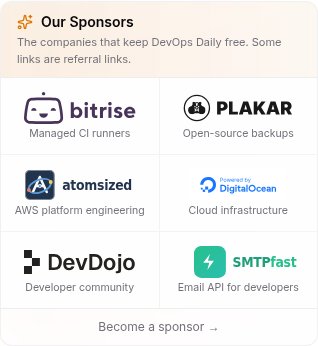 Our Sponsors
The companies that keep DevOps Daily free. Some
links are referral links.
bitrise
Managed CI runners
PLAKAR
Open-source backups
atomsized
AWS platform engineering
Powered by
DigitalOcean
Cloud infrastructure
DevDojo
Developer community
SMTPfast
Email API for developers
Become a sponsor →